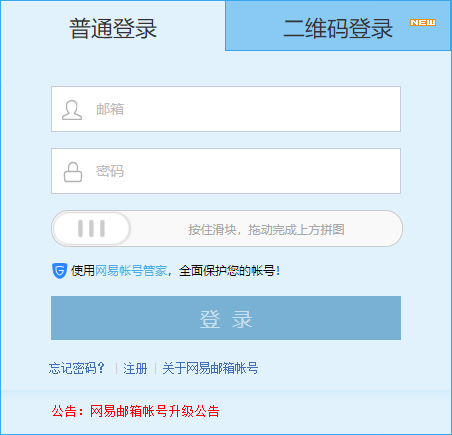 普通登录 二维码登录 NEW
邮箱
密码
按住滑块，拖动完成上方拼图
使用网易帐号管家，全面保护您的帐号！
登 录
忘记密码？ | 注册 | 关于网易邮箱帐号
公告：网易邮箱帐号升级公告